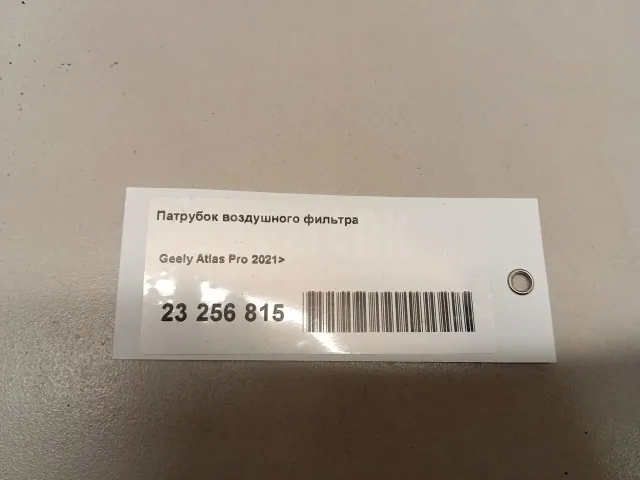 Патрубок воздушного фильтра
Geely Atlas Pro 2021>
23 256 815